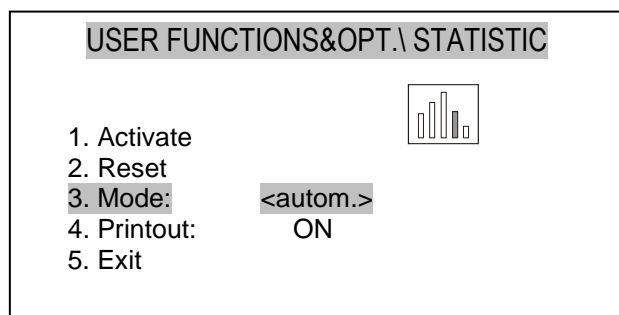 USER FUNCTIONS&OPT.\ STATISTIC
1. Activate
2. Reset
3. Mode: <autom.>
4. Printout: ON
5. Exit